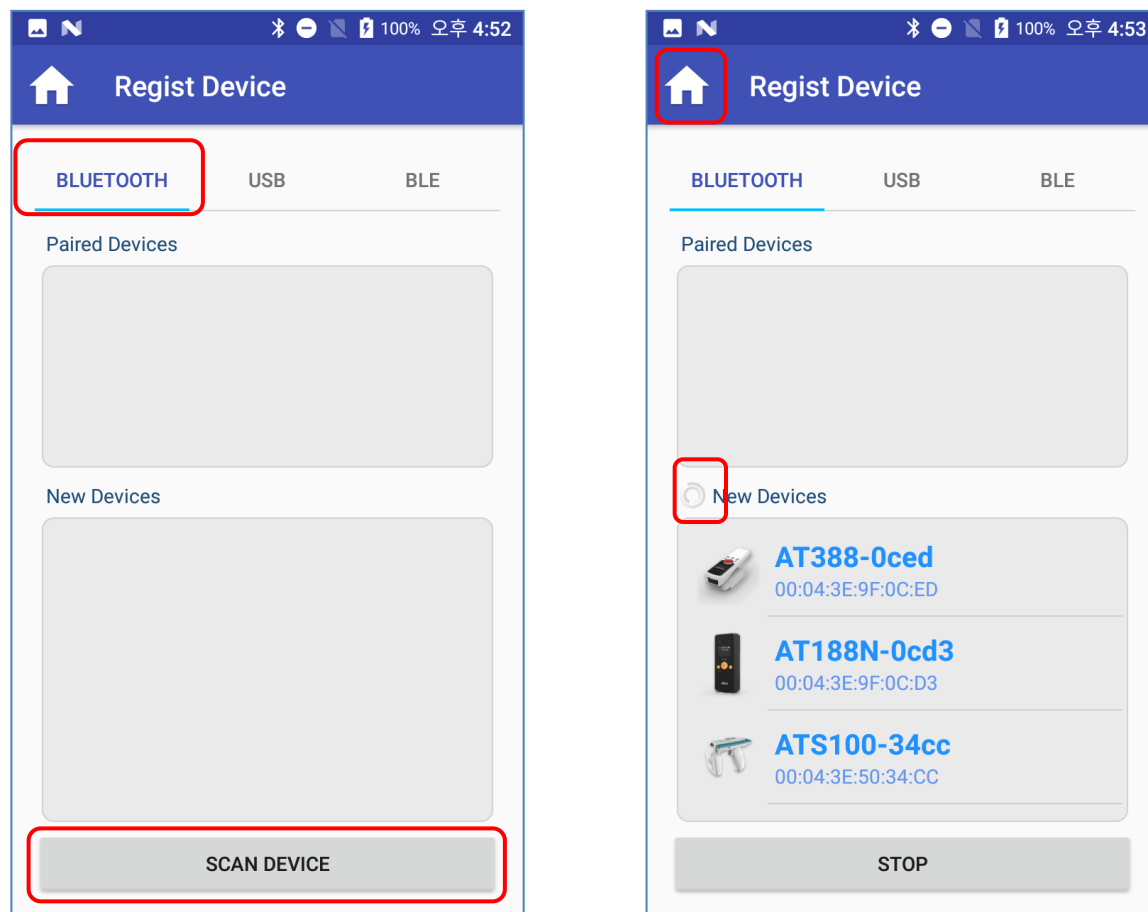 100% 오후 4:52
Regist Device
BLUETOOTH USB BLE
Paired Devices
New Devices
SCAN DEVICE
100% 오후 4:53
Regist Device
BLUETOOTH USB BLE
Paired Devices
New Devices
AT388-0ced
00:04:3E:9F:0C:ED
AT188N-0cd3
00:04:3E:9F:0C:D3
ATS100-34cc
00:04:3E:50:34:CC
STOP